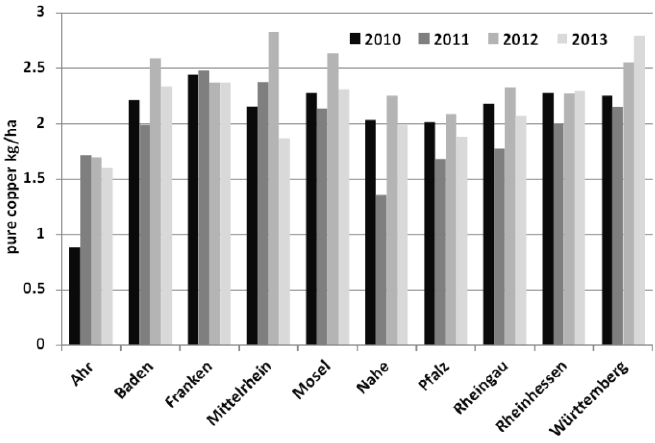 3
2010 2011 2012 2013
2.5
2
1.5
1
0.5
0
pure copper kg/ha
Ahr
Baden
Franken
Mittelrhein
Mosel
Nahe
Pfalz
Rheingau
Rheinhessen
Württemberg